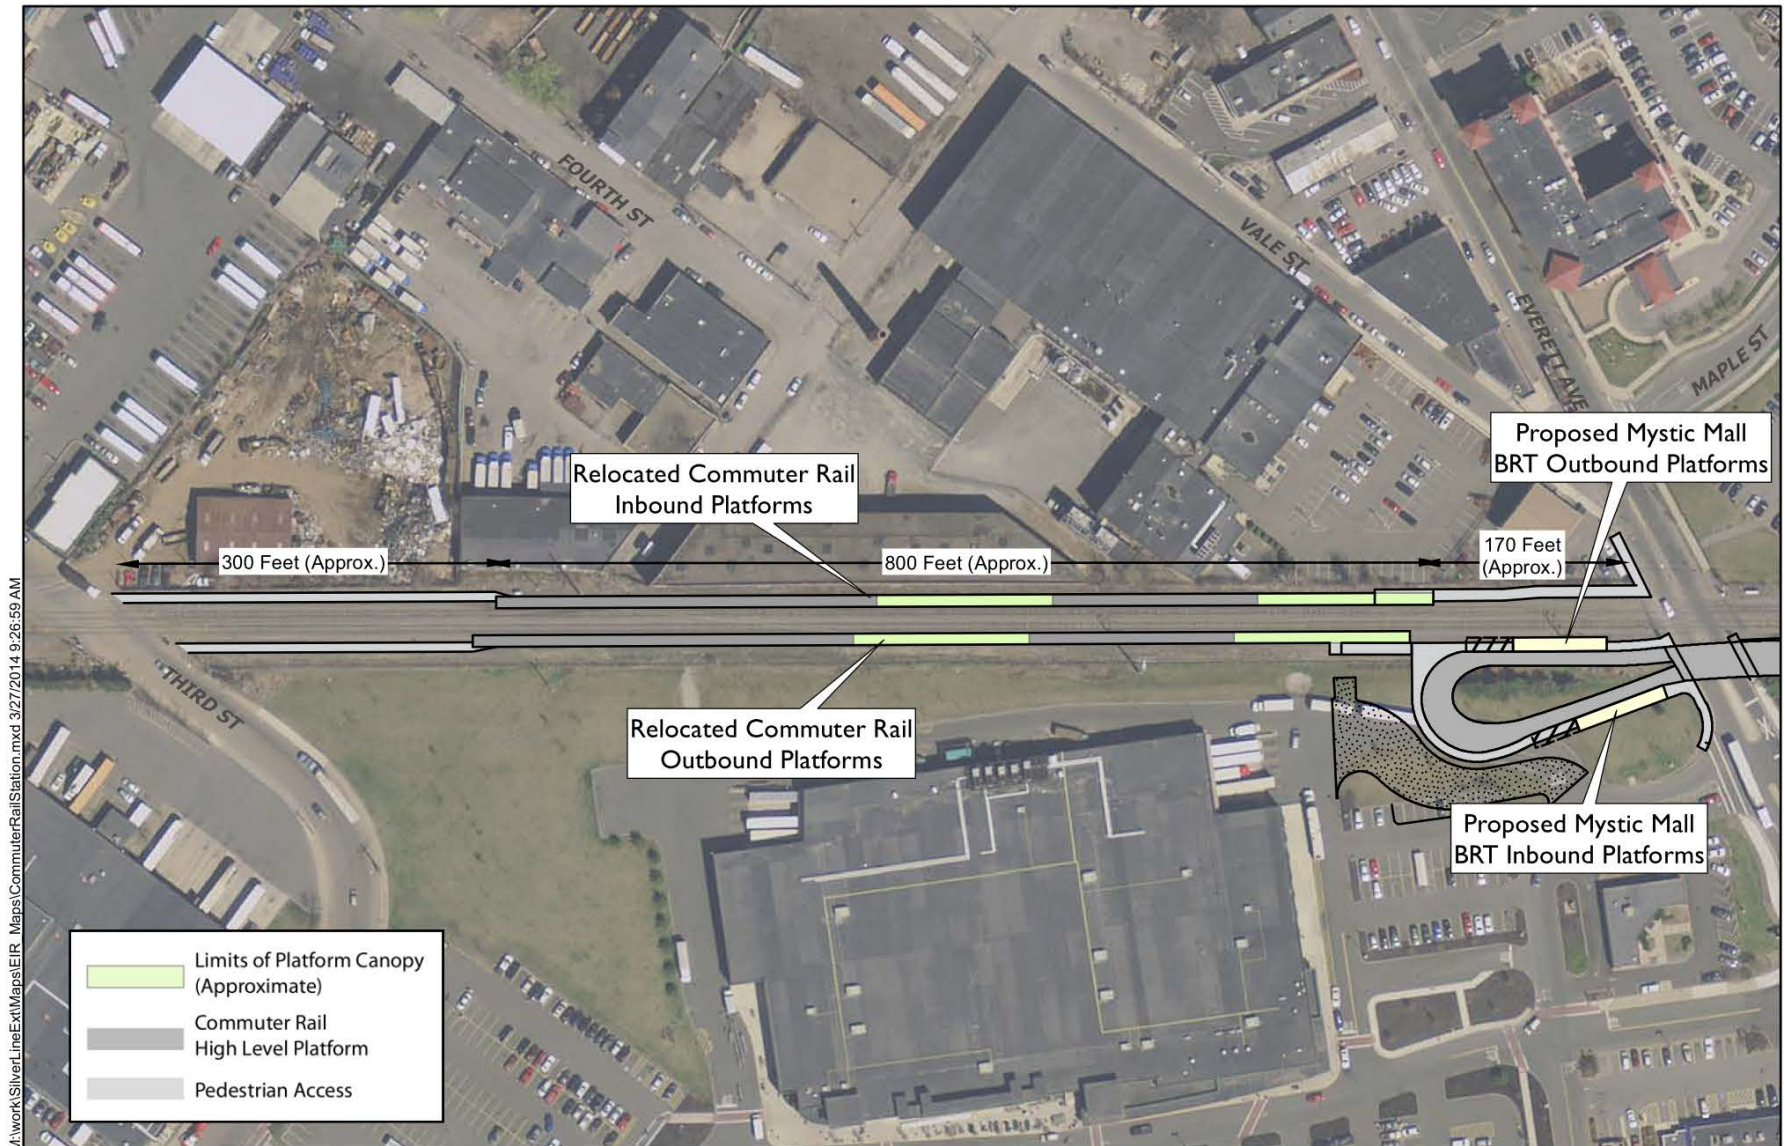 FOURTH ST
VALE ST
EVERETT AVE
MAPLE ST
Proposed Mystic Mall
BRT Outbound Platforms
Relocated Commuter Rail
Inbound Platforms
300 Feet (Approx.)
800 Feet (Approx.)
170 Feet
(Approx.)
THIRD ST
Relocated Commuter Rail
Outbound Platforms
Proposed Mystic Mall
BRT Inbound Platforms
Limits of Platform Canopy
(Approximate)
Commuter Rail
High Level Platform
Pedestrian Access
M:\work\SilverLineExt\Maps\EIR_Maps\CommuterRailStation.mxd 3/27/2014 9:26:59 AM